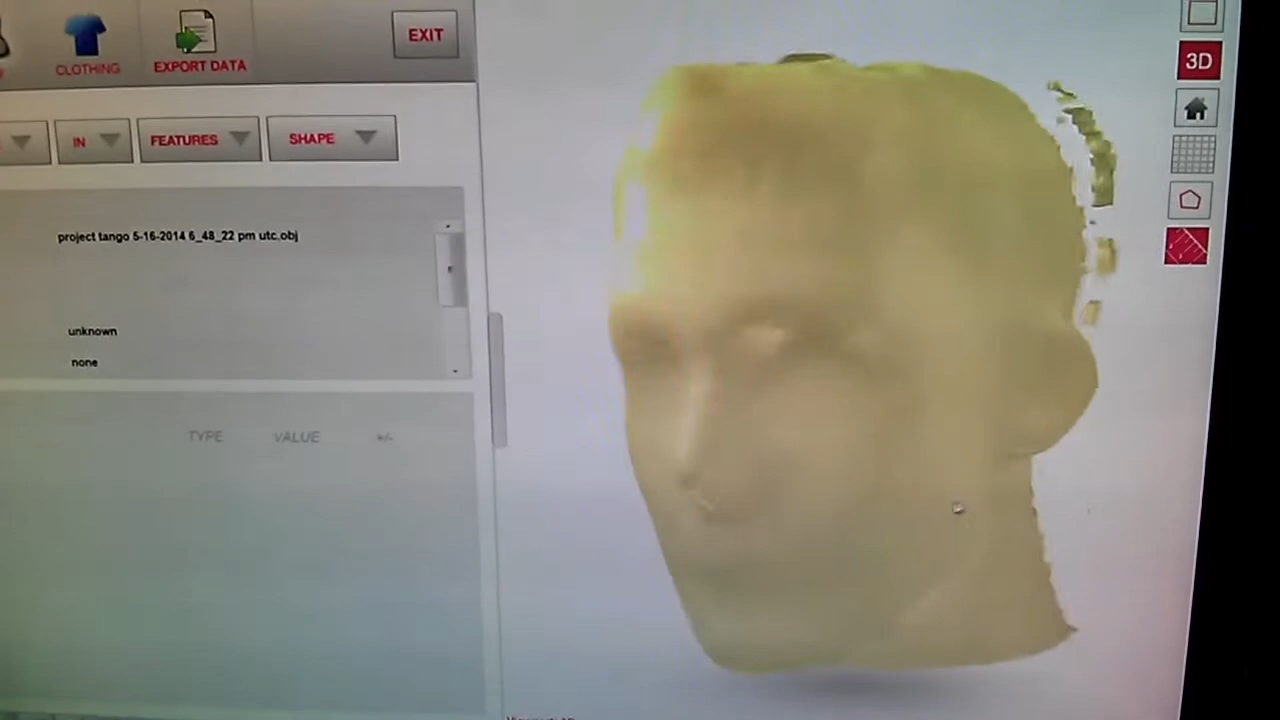 CLOTHING
EXPORT DATA
EXIT
3D
IN
FEATURES
SHAPE
project tango 5-16-2014 6_48_22 pm utc.obj
unknown
none
TYPE VALUE +/-